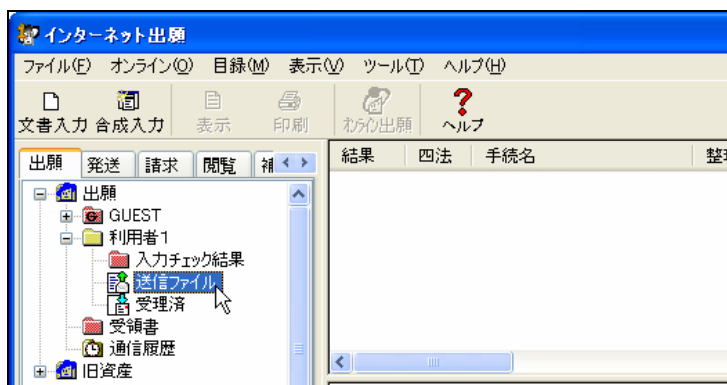 インターネット出願
ファイル(F) オンライン(O) 目録(M) 表示(V) ツール(T) ヘルプ(H)
文書入力 合成入力 表示 印刷 オンライン出願 ヘルプ
出願 発送 請求 閲覧 補
結果 四法 手続名 整理
出願
GUEST
利用者1
入力チェック結果
送信ファイル
受理済
受領書
通信履歴
旧資産